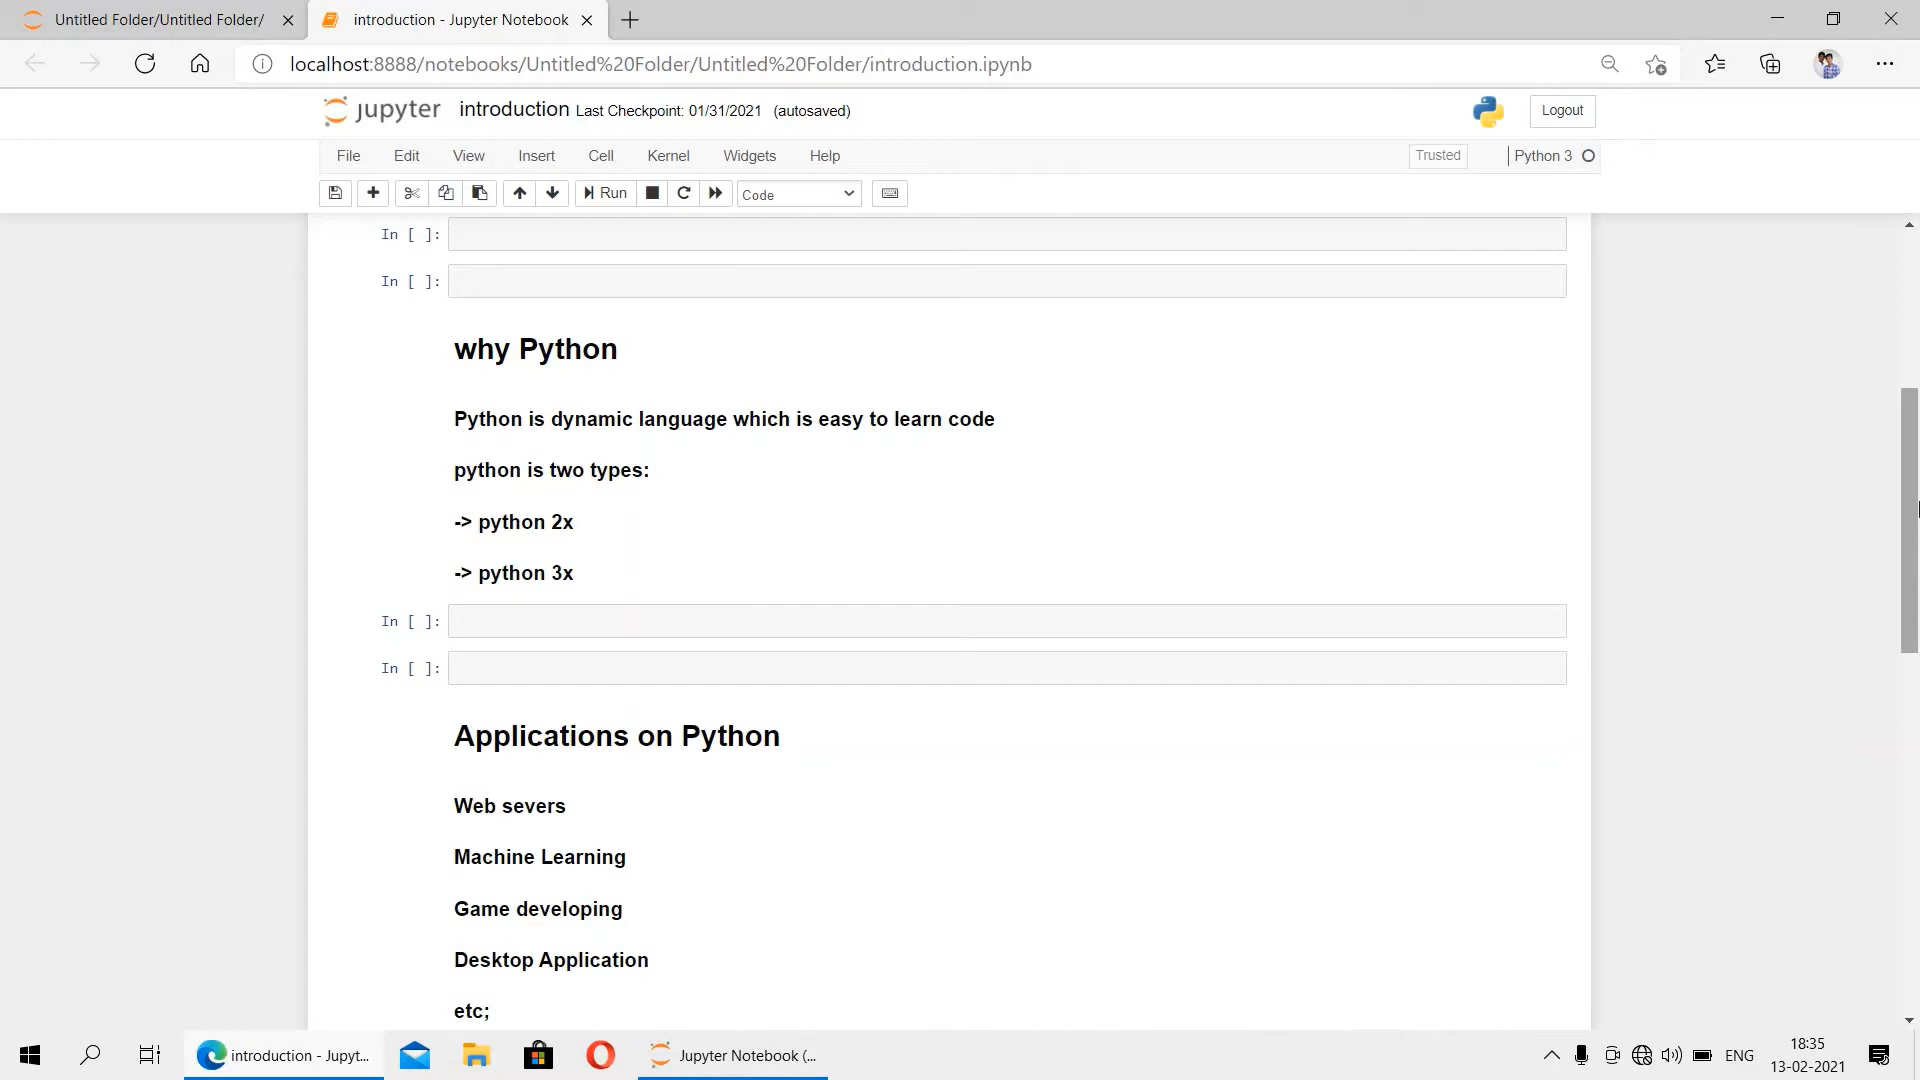 Untitled Folder/Untitled Folder/
introduction - Jupyter Notebook
localhost:8888/notebooks/Untitled%20Folder/Untitled%20Folder/introduction.ipynb
jupyter introduction Last Checkpoint: 01/31/2021 (autosaved)
Logout
File Edit View Insert Cell Kernel Widgets Help
Trusted Python 3
Run Code
In [ ]:
In [ ]:
why Python
Python is dynamic language which is easy to learn code
python is two types:
-> python 2x
-> python 3x
In [ ]:
In [ ]:
Applications on Python
Web severs
Machine Learning
Game developing
Desktop Application
etc;
introduction - Jupyt...
Jupyter Notebook (...
ENG
18:35
13-02-2021